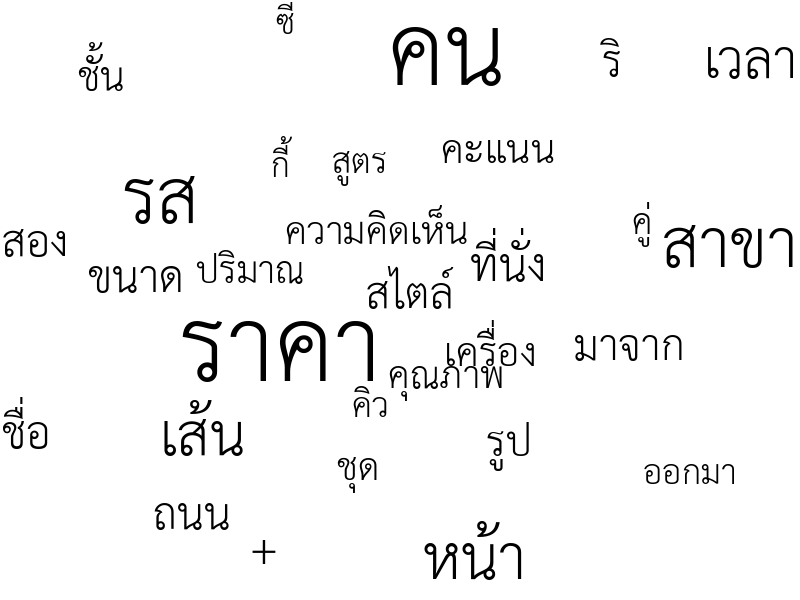 ซี
คน
ริ
เวลา
ชั้น
กี้
สูตร
คะแนน
รส
สอง
ความคิดเห็น
คู่
สาขา
ขนาด
ปริมาณ
ที่นั่ง
สไตล์
ราคา
เครื่อง
มาจาก
คุณภาพ
คิว
ชื่อ
เส้น
รูป
ชุด
ออกมา
ถนน
+
หน้า